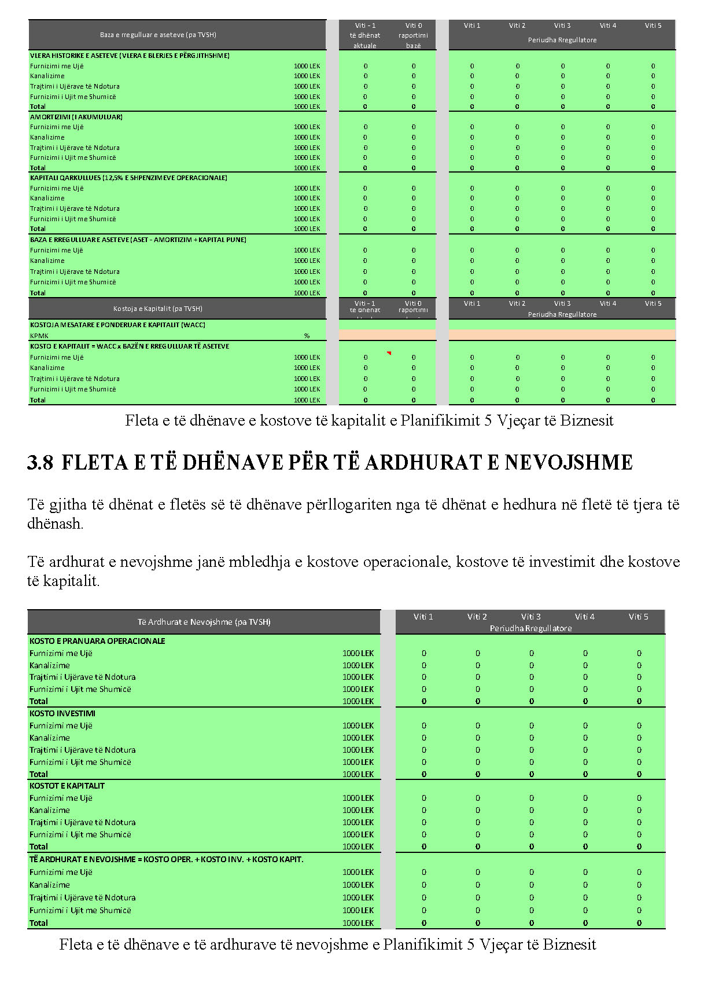 Baza e rregulluar e aseteve (pa TVSH) Viti - 1 të dhënat aktuale Viti 0 raportimi bazë Viti 1 Viti 2 Viti 3 Viti 4 Viti 5 Periudha Rregullatore
VLERA HISTORIKE E ASETEVE (VLERA E BLERJES E PËRGJITHSHME)
Furnizimi me Ujë 1000 LEK 0 0 0 0 0 0 0
Kanalizime 1000 LEK 0 0 0 0 0 0 0
Trajtimi i Ujërave të Ndotura 1000 LEK 0 0 0 0 0 0 0
Furnizimi i Ujit me Shumicë 1000 LEK 0 0 0 0 0 0 0
Total 1000 LEK 0 0 0 0 0 0 0
AMORTIZIMI (I AKUMULUAR)
Furnizimi me Ujë 1000 LEK 0 0 0 0 0 0 0
Kanalizime 1000 LEK 0 0 0 0 0 0 0
Trajtimi i Ujërave të Ndotura 1000 LEK 0 0 0 0 0 0 0
Furnizimi i Ujit me Shumicë 1000 LEK 0 0 0 0 0 0 0
Total 1000 LEK 0 0 0 0 0 0 0
KAPITALI QARKULLUES (12,5% E SHPENZIMEVE OPERACIONALE)
Furnizimi me Ujë 1000 LEK 0 0 0 0 0 0 0
Kanalizime 1000 LEK 0 0 0 0 0 0 0
Trajtimi i Ujërave të Ndotura 1000 LEK 0 0 0 0 0 0 0
Furnizimi i Ujit me Shumicë 1000 LEK 0 0 0 0 0 0 0
Total 1000 LEK 0 0 0 0 0 0 0
BAZA E RREGULLUAR E ASETEVE (ASET - AMORTIZIM + KAPITAL PUNE)
Furnizimi me Ujë 1000 LEK 0 0 0 0 0 0 0
Kanalizime 1000 LEK 0 0 0 0 0 0 0
Trajtimi i Ujërave të Ndotura 1000 LEK 0 0 0 0 0 0 0
Furnizimi i Ujit me Shumicë 1000 LEK 0 0 0 0 0 0 0
Total 1000 LEK 0 0 0 0 0 0 0
Kostoja e Kapitalit (pa TVSH) Viti - 1 të dhënat Viti 0 raportimi Viti 1 Viti 2 Viti 3 Viti 4 Viti 5 Periudha Rregullatore
KOSTOJA MESATARE E PONDERUAR E KAPITALIT (WACC)
KPMK %
KOSTO E KAPITALIT = WACC x BAZËN E RREGULLUAR TË ASETEVE
Furnizimi me Ujë 1000 LEK 0 0 0 0 0 0 0
Kanalizime 1000 LEK 0 0 0 0 0 0 0
Trajtimi i Ujërave të Ndotura 1000 LEK 0 0 0 0 0 0 0
Furnizimi i Ujit me Shumicë 1000 LEK 0 0 0 0 0 0 0
Total 1000 LEK 0 0 0 0 0 0 0
Fleta e të dhënave e kostove të kapitalit e Planifikimit 5 Vjeçar të Biznesit
3.8 FLETA E TË DHËNAVE PËR TË ARDHURAT E NEVOJSHME
Të gjitha të dhënat e fletës së të dhënave përllogariten nga të dhënat e hedhura në fletë të tjera të
dhënash.
Të ardhurat e nevojshme janë mbledhja e kostove operacionale, kostove të investimit dhe kostove
të kapitalit.
Të Ardhurat e Nevojshme (pa TVSH) Viti 1 Viti 2 Viti 3 Viti 4 Viti 5 Periudha Rregullatore
KOSTO E PRANUARA OPERACIONALE
Furnizimi me Ujë 1000 LEK 0 0 0 0 0
Kanalizime 1000 LEK 0 0 0 0 0
Trajtimi i Ujërave të Ndotura 1000 LEK 0 0 0 0 0
Furnizimi i Ujit me Shumicë 1000 LEK 0 0 0 0 0
Total 1000 LEK 0 0 0 0 0
KOSTO INVESTIMI
Furnizimi me Ujë 1000 LEK 0 0 0 0 0
Kanalizime 1000 LEK 0 0 0 0 0
Trajtimi i Ujërave të Ndotura 1000 LEK 0 0 0 0 0
Furnizimi i Ujit me Shumicë 1000 LEK 0 0 0 0 0
Total 1000 LEK 0 0 0 0 0
KOSTOT E KAPITALIT
Furnizimi me Ujë 1000 LEK 0 0 0 0 0
Kanalizime 1000 LEK 0 0 0 0 0
Trajtimi i Ujërave të Ndotura 1000 LEK 0 0 0 0 0
Furnizimi i Ujit me Shumicë 1000 LEK 0 0 0 0 0
Total 1000 LEK 0 0 0 0 0
TË ARDHURAT E NEVOJSHME = KOSTO OPER. + KOSTO INV. + KOSTO KAPIT.
Furnizimi me Ujë 1000 LEK 0 0 0 0 0
Kanalizime 1000 LEK 0 0 0 0 0
Trajtimi i Ujërave të Ndotura 1000 LEK 0 0 0 0 0
Furnizimi i Ujit me Shumicë 1000 LEK 0 0 0 0 0
Total 1000 LEK 0 0 0 0 0
Fleta e të dhënave e të ardhurave të nevojshme e Planifikimit 5 Vjeçar të Biznesit